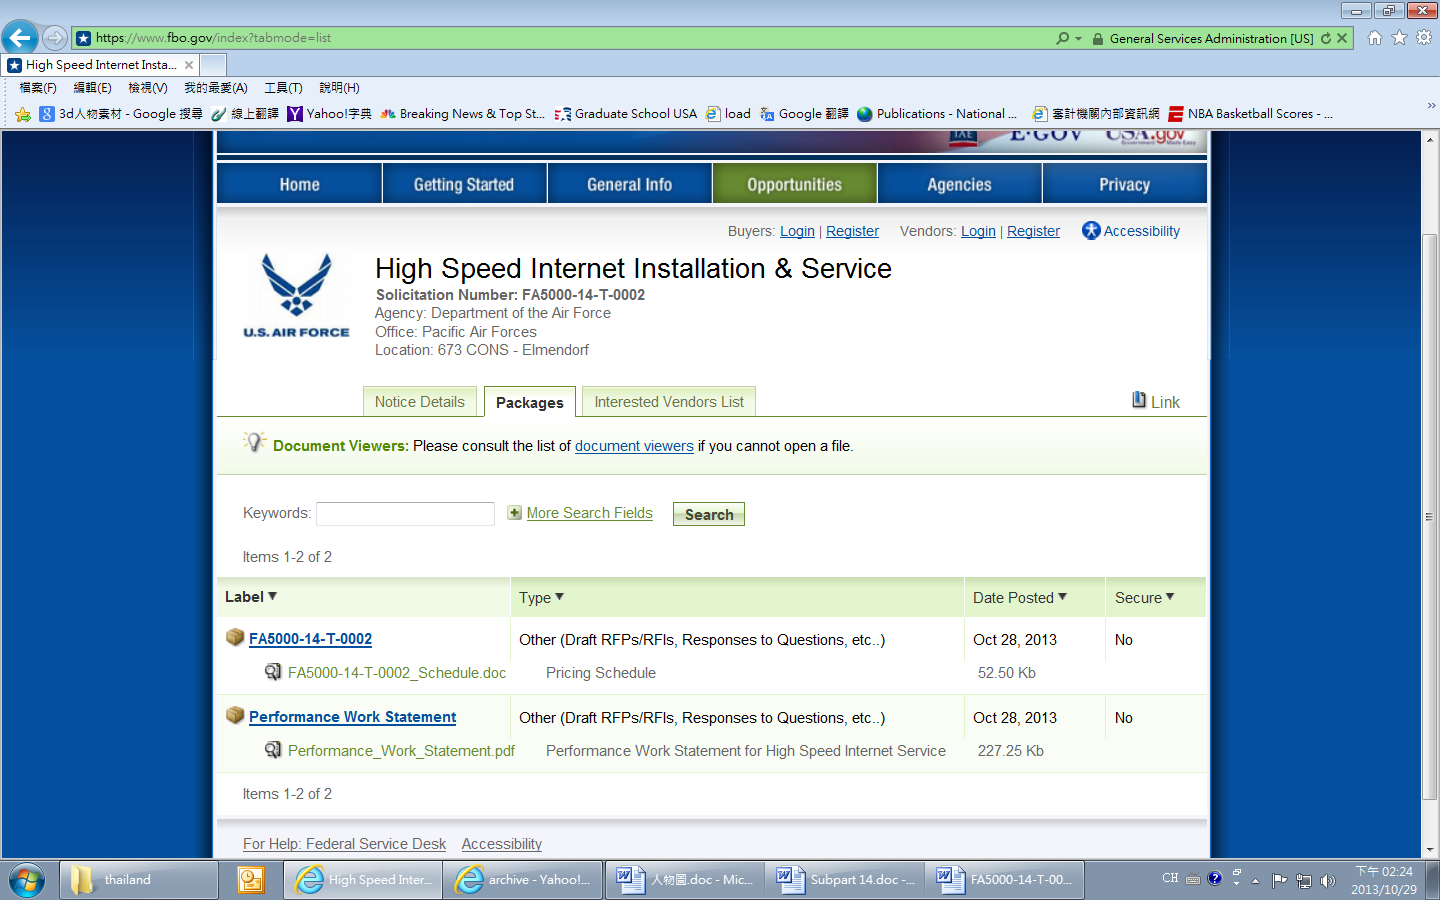 https://www.fbo.gov/index?tabmode=list
General Services Administration [US]
High Speed Internet Insta...
檔案(F) 編輯(E) 檢視(V) 我的最愛(A) 工具(T) 說明(H)
3d人物素材 - Google 搜尋 線上翻譯 Yahoo!字典 Breaking News & Top St... Graduate School USA load Google 翻譯 Publications - National ... 審計機關內部資訊網 NBA Basketball Scores - ...
IAE E-GOV USA.gov
Government Made Easy
Home Getting Started General Info Opportunities Agencies Privacy
Buyers: Login | Register Vendors: Login | Register Accessibility
U.S. AIR FORCE
High Speed Internet Installation & Service
Solicitation Number: FA5000-14-T-0002
Agency: Department of the Air Force
Office: Pacific Air Forces
Location: 673 CONS - Elmendorf
Notice Details Packages Interested Vendors List Link
Document Viewers: Please consult the list of document viewers if you cannot open a file.
Keywords: More Search Fields Search
Items 1-2 of 2
Label Type Date Posted Secure
FA5000-14-T-0002 Other (Draft RFPs/RFIs, Responses to Questions, etc..) Oct 28, 2013 No
FA5000-14-T-0002_Schedule.doc Pricing Schedule 52.50 Kb
Performance Work Statement Other (Draft RFPs/RFIs, Responses to Questions, etc..) Oct 28, 2013 No
Performance_Work_Statement.pdf Performance Work Statement for High Speed Internet Service 227.25 Kb
Items 1-2 of 2
For Help: Federal Service Desk Accessibility
thailand High Speed Inter... archive - Yahoo!... 人物圖.doc - Mic... Subpart 14.doc -... FA5000-14-T-00... CH 下午 02:24
2013/10/29